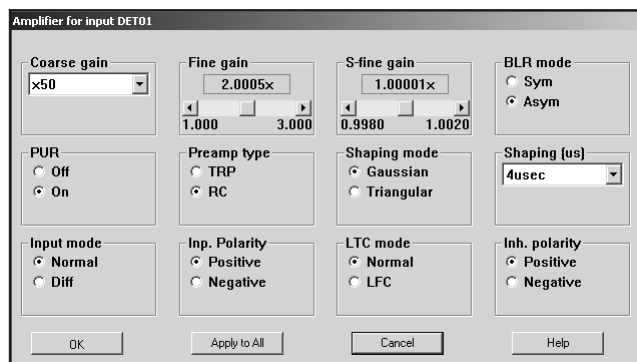 Amplifier for input DET01
Coarse gain
x50
Fine gain
2.0005x
1.000 3.000
S-fine gain
1.00001x
0.9980 1.0020
BLR mode
Sym
Asym
PUR
Off
On
Preamp type
TRP
RC
Shaping mode
Gaussian
Triangular
Shaping (us)
4usec
Input mode
Normal
Diff
Inp. Polarity
Positive
Negative
LTC mode
Normal
LFC
Inh. polarity
Positive
Negative
OK
Apply to All
Cancel
Help